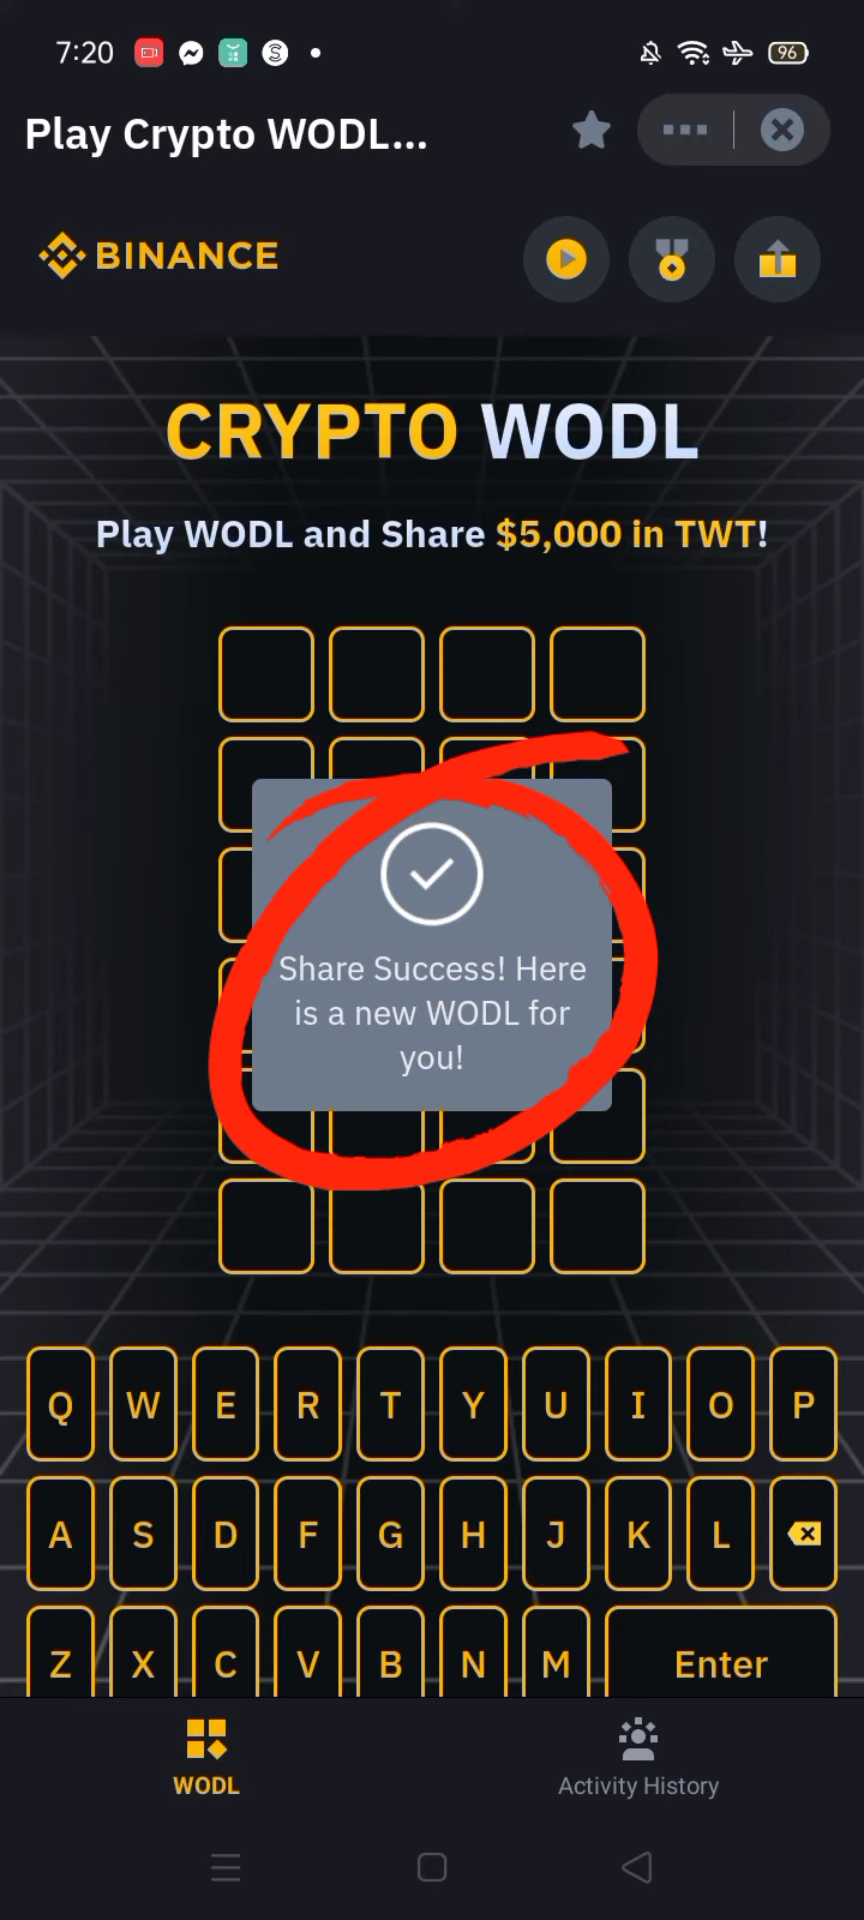 7:20
96
Play Crypto WODL...
BINANCE
CRYPTO WODL
Play WODL and Share $5,000 in TWT!
Share Success! Here
is a new WODL for
you!
Q W E R T Y U I O P
A S D F G H J K L
Z X C V B N M Enter
WODL
Activity History